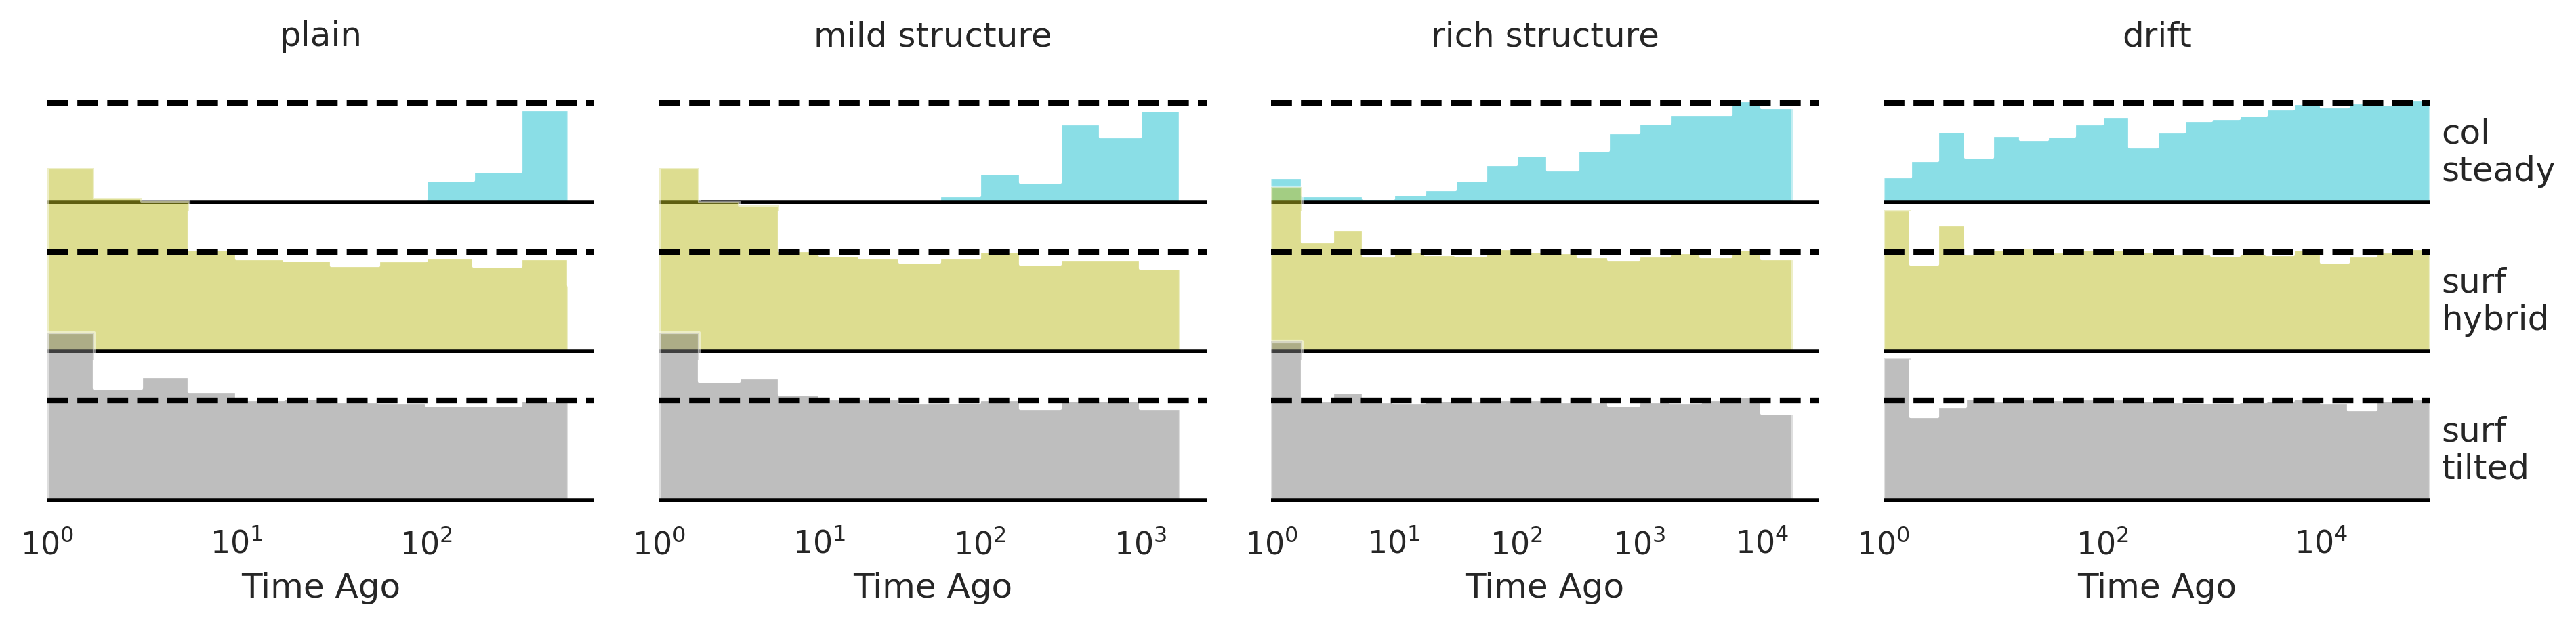 plain
mild structure
rich structure
drift
col
steady
surf
hybrid
surf
tilted
10⁰ 10¹ 10²
10⁰ 10¹ 10² 10³
10⁰ 10¹ 10² 10³ 10⁴
10⁰ 10² 10⁴
Time Ago
Time Ago
Time Ago
Time Ago